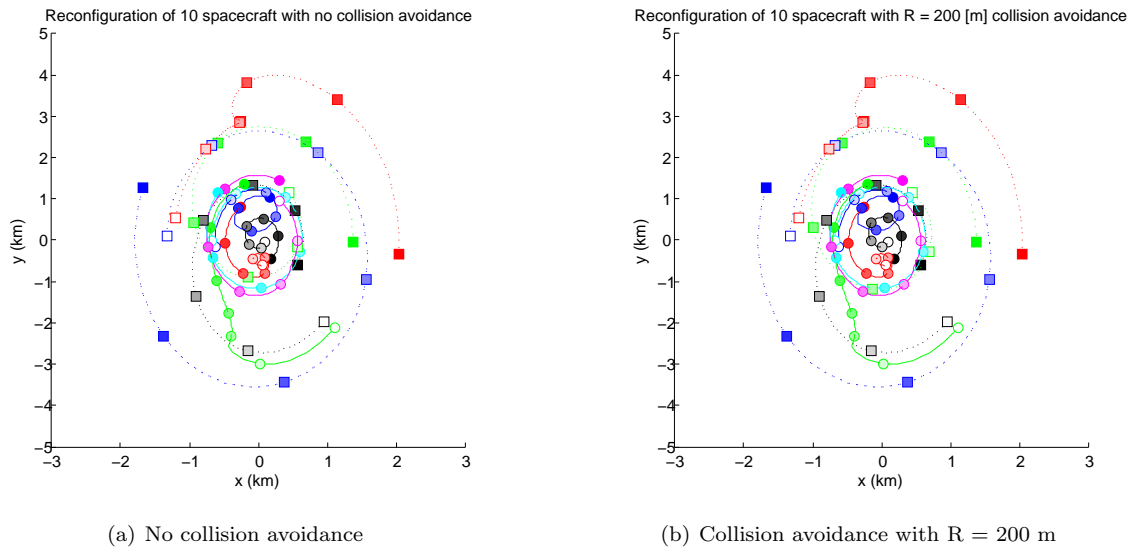 Reconfiguration of 10 spacecraft with no collision avoidance
5
4
3
2
1
0
−1
−2
−3
−4
−5
y (km)
−3 −2 −1 0 1 2 3
x (km)
(a) No collision avoidance
Reconfiguration of 10 spacecraft with R = 200 [m] collision avoidance
5
4
3
2
1
0
−1
−2
−3
−4
−5
y (km)
−3 −2 −1 0 1 2 3
x (km)
(b) Collision avoidance with R = 200 m